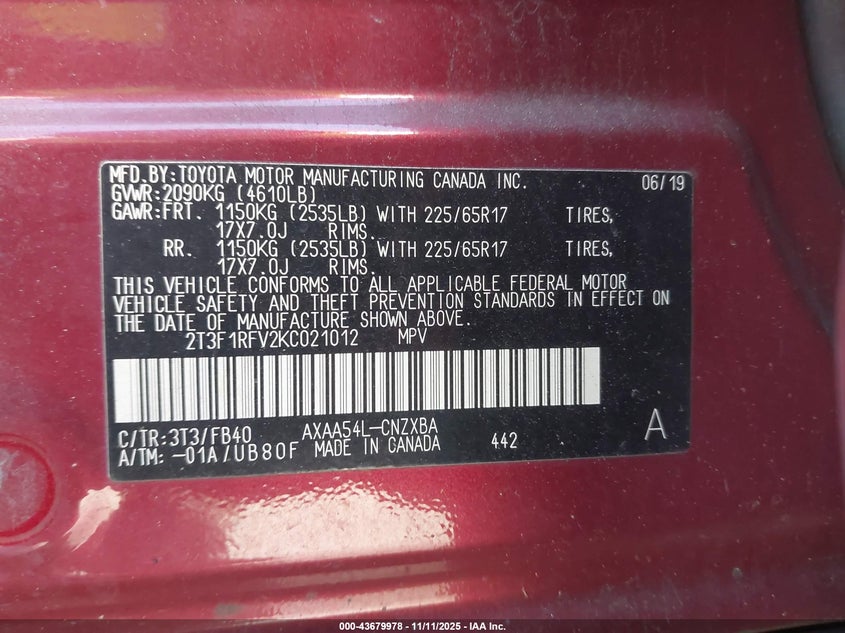 MFD.BY:TOYOTA MOTOR MANUFACTURING CANADA INC. 06/19
GVWR:2090KG (4610LB)
GAWR:FRT. 1150KG (2535LB) WITH 225/65R17 TIRES,
17X7.0J RIMS.
RR. 1150KG (2535LB) WITH 225/65R17 TIRES,
17X7.0J RIMS.
THIS VEHICLE CONFORMS TO ALL APPLICABLE FEDERAL MOTOR
VEHICLE SAFETY AND THEFT PREVENTION STANDARDS IN EFFECT ON
THE DATE OF MANUFACTURE SHOWN ABOVE.
2T3F1RFV2KC021012 MPV
C/TR:3T3/FB40 AXAA54L-CNZXBA A
A/TM:-01A/UB80F MADE IN CANADA 442
000-43679978 - 11/11/2025 - IAA Inc.